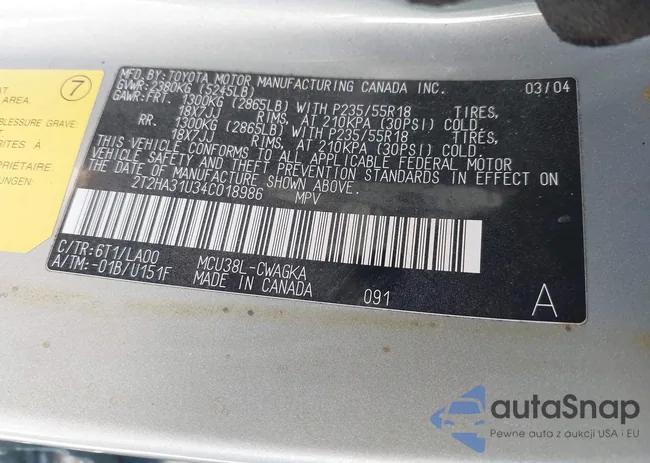 7
AT
AREA.
BLESSURE GRAVE.
SITES À
PRIETAIRE.
UNG
MFD. BY: TOYOTA MOTOR MANUFACTURING CANADA INC. 03/04
GVWR: 2380KG (5245LB)
GAWR: FRT. 1300KG (2865LB) WITH P235/55R18 TIRES,
18X7JJ RIMS, AT 210KPA (30PSI) COLD
RR. 1300KG (2865LB) WITH P235/55R18 TIRES,
18X7JJ RIMS, AT 210KPA (30PSI) COLD
THIS VEHICLE CONFORMS TO ALL APPLICABLE FEDERAL MOTOR
VEHICLE SAFETY AND THEFT PREVENTION STANDARDS IN EFFECT ON
THE DATE OF MANUFACTURE SHOWN ABOVE.
2T2HA31U34C018986 MPV
C/TR: 6T1/LA00 MCU38L-CWAGKA
A/TM: -01B/U151F MADE IN CANADA 091 A
autaSnap
Pewne auta z aukcji USA i EU